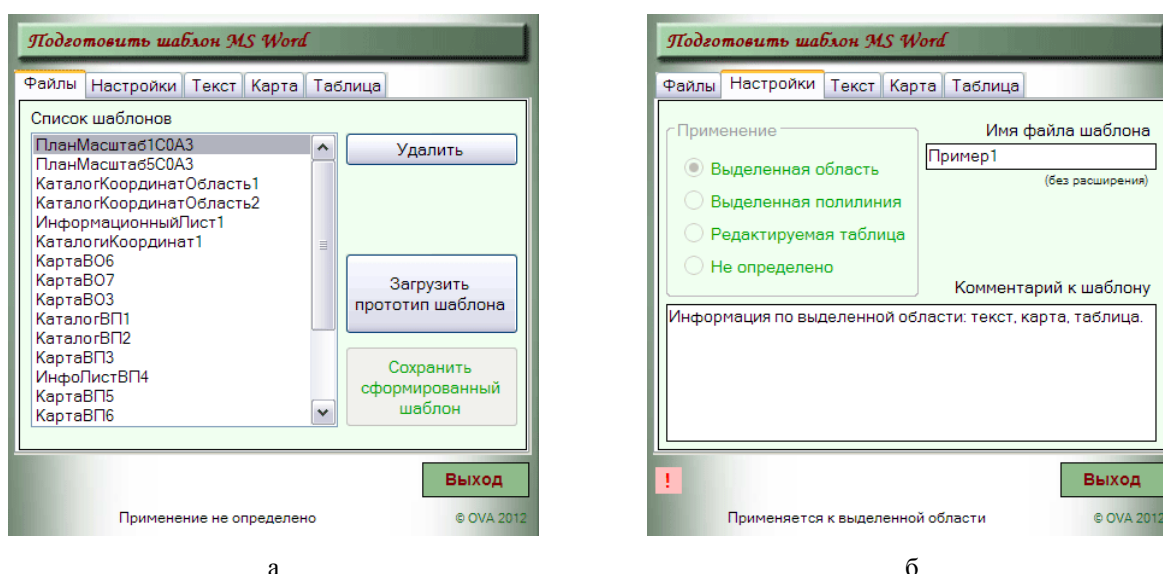 Подготовить шаблон MS Word
Файлы Настройки Текст Карта Таблица
Список шаблонов
ПланМасштаб1С0А3
ПланМасштаб5С0А3
КаталогКоординатОбласть1
КаталогКоординатОбласть2
ИнформационныйЛист1
КаталогиКоординат1
КартаВО6
КартаВО7
КартаВО3
КаталогВП1
КаталогВП2
КартаВП3
ИнфоЛистВП4
КартаВП5
КартаВП6
Удалить
Загрузить
прототип шаблона
Сохранить
сформированный
шаблон
Выход
Применение не определено
© OVA 2012
а
Подготовить шаблон MS Word
Файлы Настройки Текст Карта Таблица
Применение
Выделенная область
Выделенная полилиния
Редактируемая таблица
Не определено
Имя файла шаблона
Пример1
(без расширения)
Комментарий к шаблону
Информация по выделенной области: текст, карта, таблица.
!
Выход
Применяется к выделенной области
© OVA 2012
б